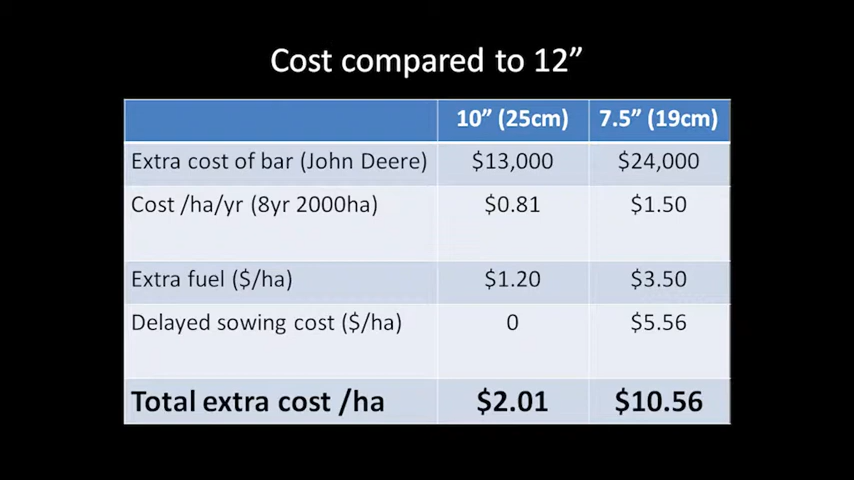 Cost compared to 12”
10” (25cm) 7.5” (19cm)
Extra cost of bar (John Deere) $13,000 $24,000
Cost /ha/yr (8yr 2000ha) $0.81 $1.50
Extra fuel ($/ha) $1.20 $3.50
Delayed sowing cost ($/ha) 0 $5.56
Total extra cost /ha $2.01 $10.56